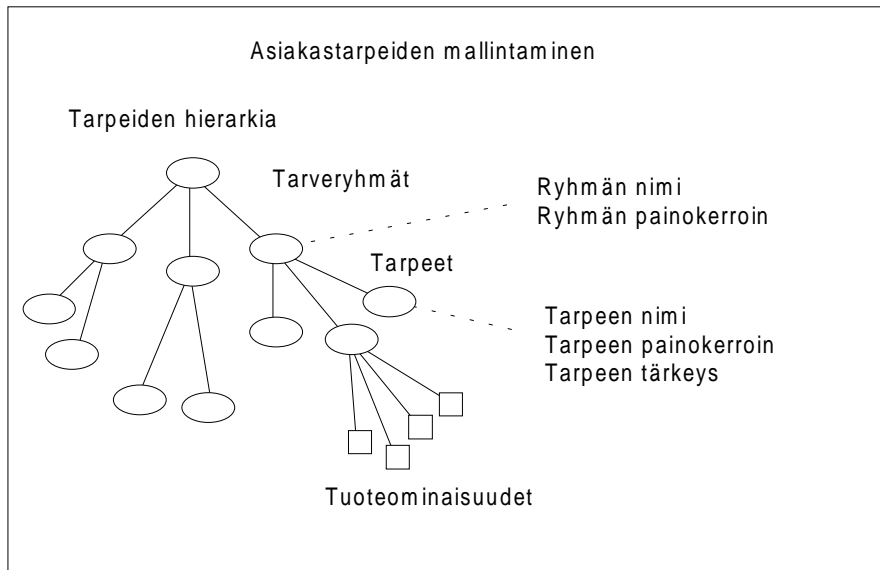 Asiakastarpeiden mallintaminen
Tarpeiden hierarkia
Tarveryhmät
Ryhmän nimi
Ryhmän painokerroin
Tarpeet
Tarpeen nimi
Tarpeen painokerroin
Tarpeen tärkeys
Tuoteominaisuudet